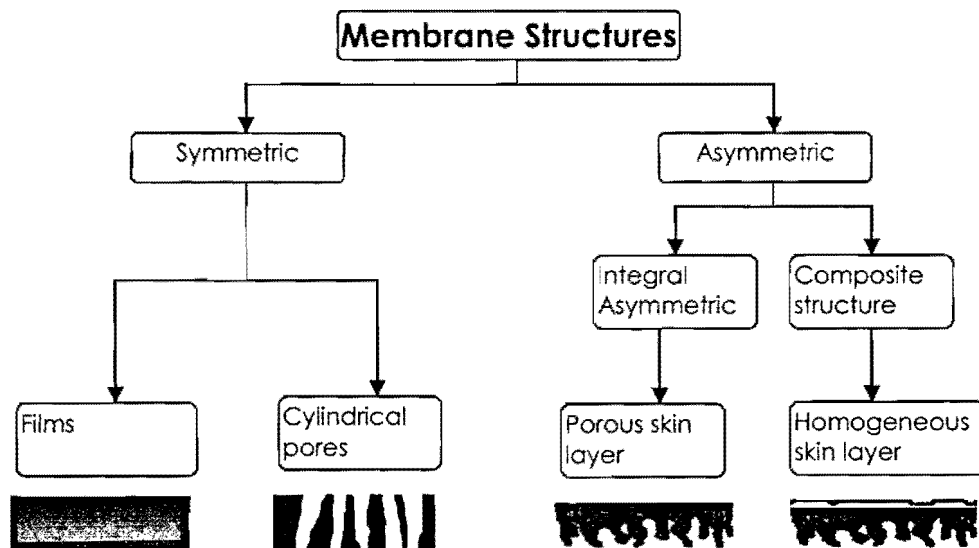 Membrane Structures
Symmetric
Asymmetric
Integral
Asymmetric
Composite
structure
Films
Cylindrical
pores
Porous skin
layer
Homogeneous
skin layer